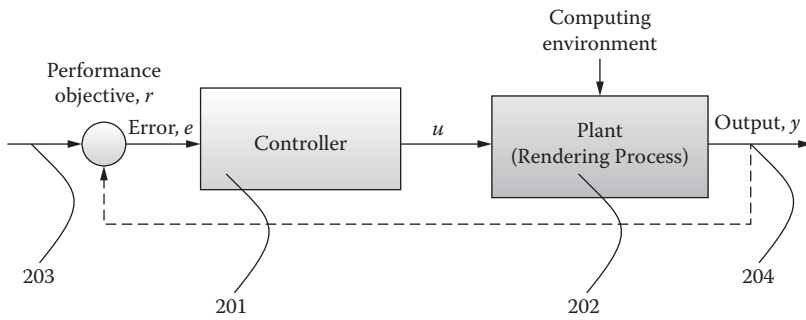 Computing
environment
Performance
objective, r
Error, e
Controller
u
Plant
(Rendering Process)
Output, y
203
201
202
204